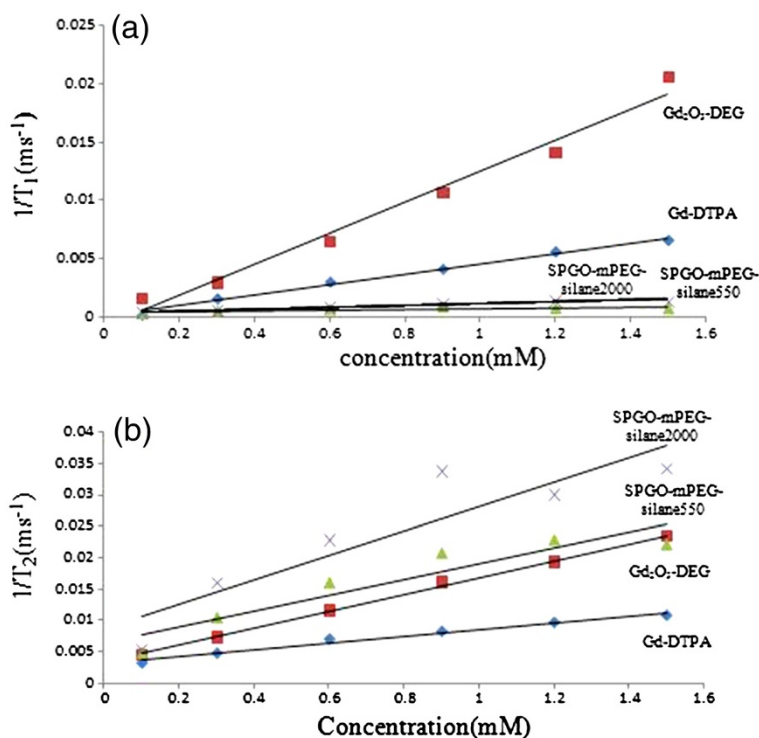 (a)
0.025
0.02
0.015
0.01
0.005
0
1/T₁(ms⁻¹)
Gd₂O₃-DEG
Gd-DTPA
SPGO-mPEG-
silane2000
SPGO-mPEG-
silane550
0 0.2 0.4 0.6 0.8 1 1.2 1.4 1.6
concentration(mM)
(b)
0.04
0.035
0.03
0.025
0.02
0.015
0.01
0.005
0
1/T₂(ms⁻¹)
SPGO-mPEG-
silane2000
SPGO-mPEG-
silane550
Gd₂O₃-DEG
Gd-DTPA
0 0.2 0.4 0.6 0.8 1 1.2 1.4 1.6
Concentration(mM)